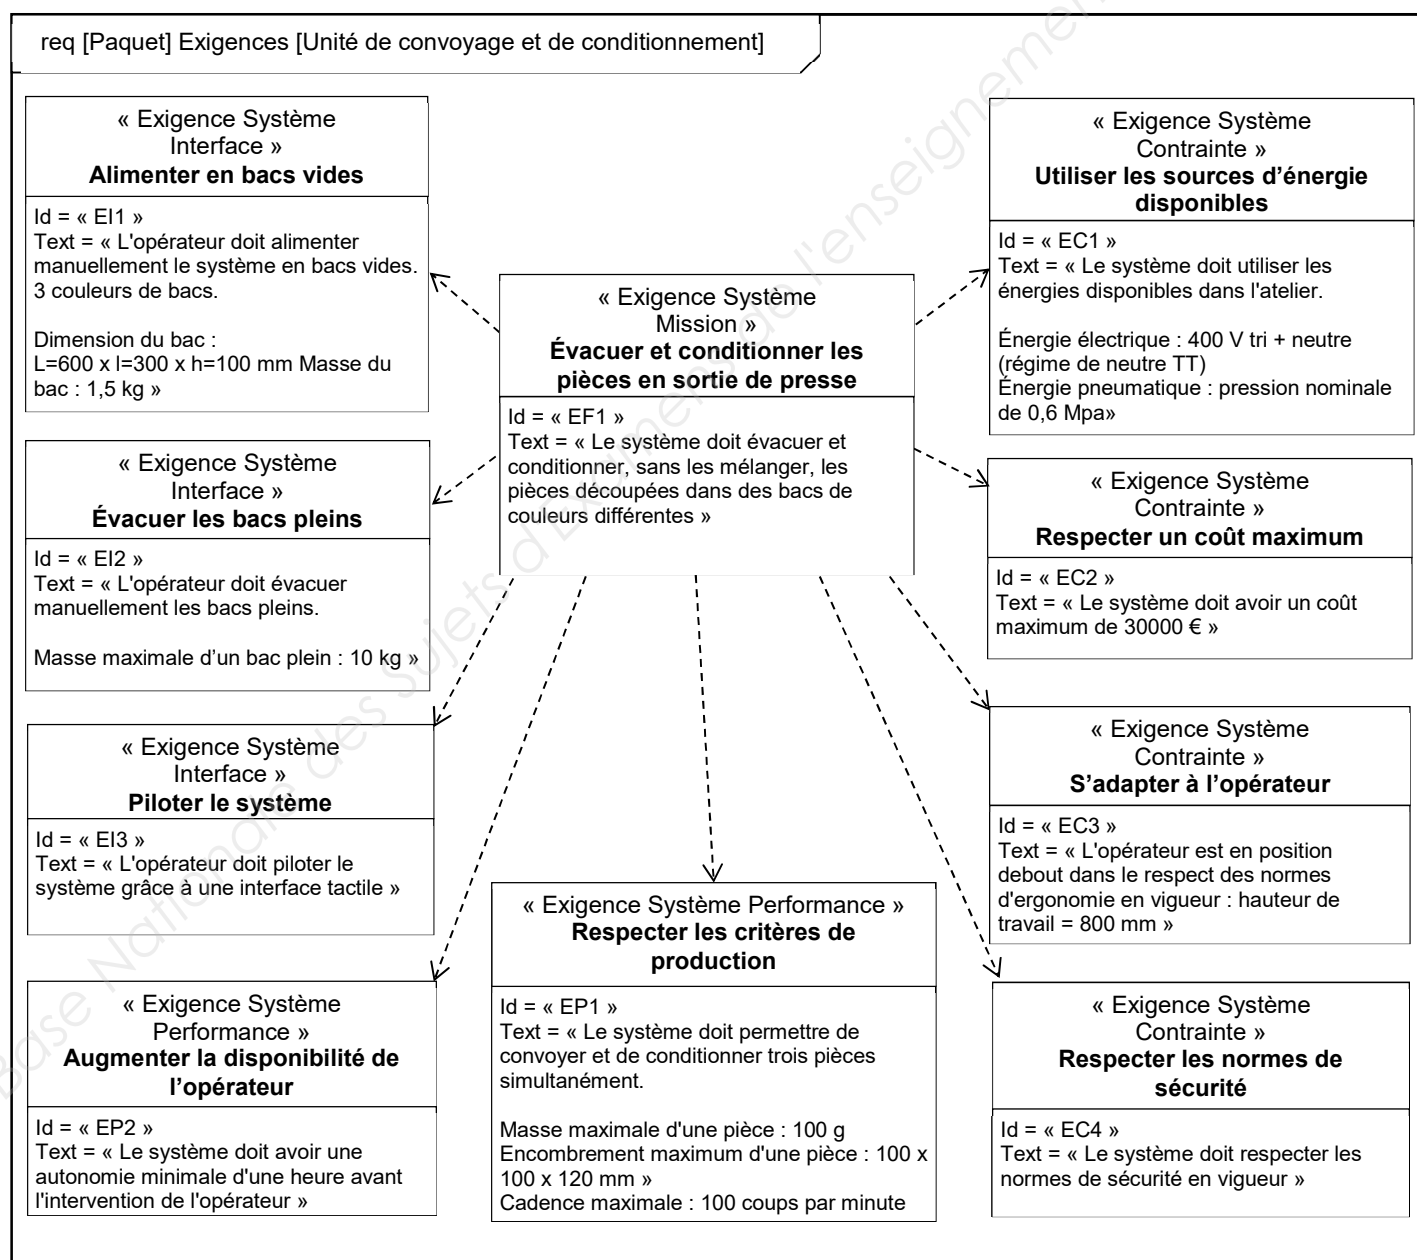 req [Paquet] Exigences [Unité de convoyage et de conditionnement]
« Exigence Système
Interface »
Alimenter en bacs vides
Id = « EI1 »
Text = « L'opérateur doit alimenter
manuellement le système en bacs vides.
3 couleurs de bacs.
Dimension du bac :
L=600 x l=300 x h=100 mm Masse du
bac : 1,5 kg »
« Exigence Système
Contrainte »
Utiliser les sources d’énergie
disponibles
Id = « EC1 »
Text = « Le système doit utiliser les
énergies disponibles dans l'atelier.
Énergie électrique : 400 V tri + neutre
(régime de neutre TT)
Énergie pneumatique : pression nominale
de 0,6 Mpa»
« Exigence Système
Mission »
Évacuer et conditionner les
pièces en sortie de presse
Id = « EF1 »
Text = « Le système doit évacuer et
conditionner, sans les mélanger, les
pièces découpées dans des bacs de
couleurs différentes »
« Exigence Système
Interface »
Évacuer les bacs pleins
Id = « EI2 »
Text = « L'opérateur doit évacuer
manuellement les bacs pleins.
Masse maximale d’un bac plein : 10 kg »
« Exigence Système
Contrainte »
Respecter un coût maximum
Id = « EC2 »
Text = « Le système doit avoir un coût
maximum de 30000 € »
« Exigence Système
Interface »
Piloter le système
Id = « EI3 »
Text = « L'opérateur doit piloter le
système grâce à une interface tactile »
« Exigence Système
Contrainte »
S’adapter à l’opérateur
Id = « EC3 »
Text = « L'opérateur est en position
debout dans le respect des normes
d'ergonomie en vigueur : hauteur de
travail = 800 mm »
« Exigence Système Performance »
Respecter les critères de
production
Id = « EP1 »
Text = « Le système doit permettre de
convoyer et de conditionner trois pièces
simultanément.
Masse maximale d'une pièce : 100 g
Encombrement maximum d'une pièce : 100 x
100 x 120 mm »
Cadence maximale : 100 coups par minute
« Exigence Système
Performance »
Augmenter la disponibilité de
l’opérateur
Id = « EP2 »
Text = « Le système doit avoir une
autonomie minimale d'une heure avant
l'intervention de l'opérateur »
« Exigence Système
Contrainte »
Respecter les normes de
sécurité
Id = « EC4 »
Text = « Le système doit respecter les
normes de sécurité en vigueur »
Base Nationale des Sujets d'Examens de l'enseignement